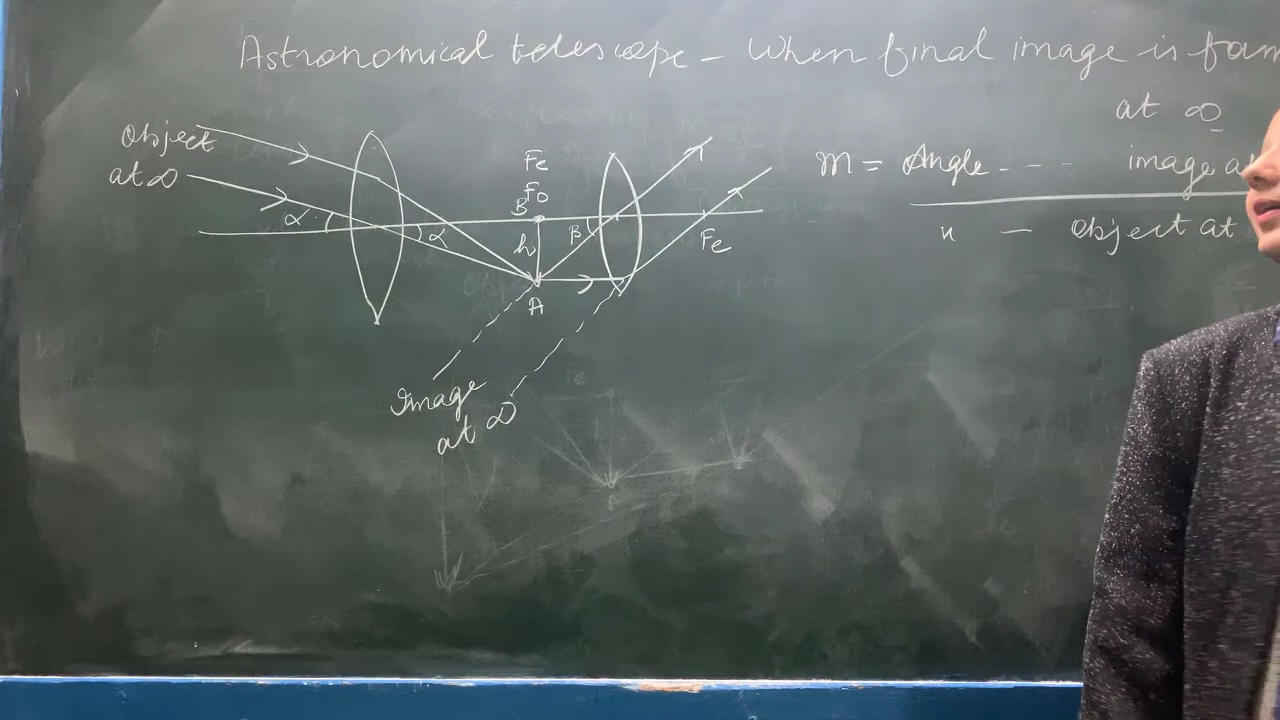 Astronomical telescope - When final image is form
at ∞
Object
at ∞
m = Angle - - - image a
" — object at
Fe
Fo
B
α
α
h
β
Fe
A
Image
at ∞